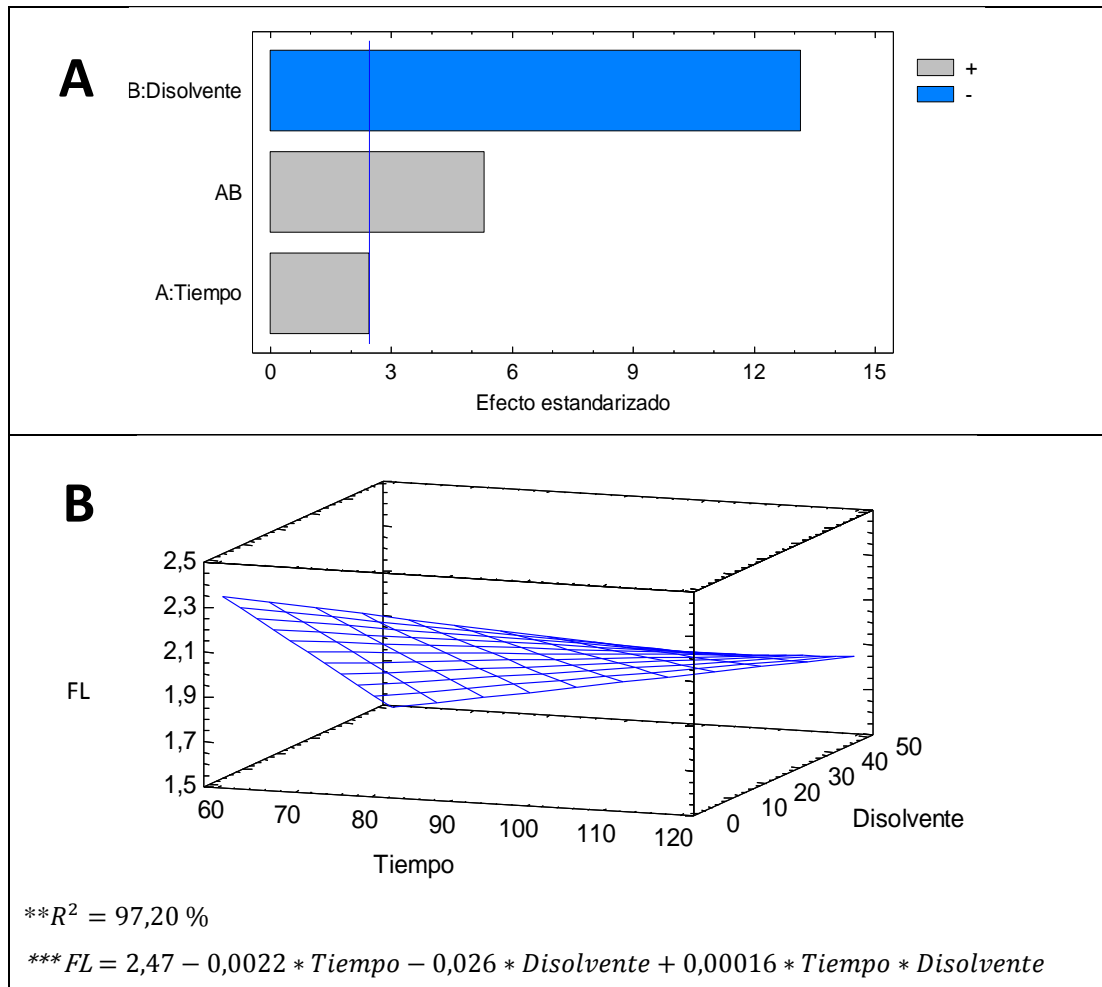 A
B:Disolvente
AB
A:Tiempo
+
-
0 3 6 9 12 15
Efecto estandarizado
B
2,5
2,3
2,1
1,9
1,7
1,5
FL
60 70 80 90 100 110 120
Tiempo
0 10 20 30 40 50
Disolvente
**R² = 97,20 %
*** FL = 2,47 − 0,0022 * Tiempo − 0,026 * Disolvente + 0,00016 * Tiempo * Disolvente